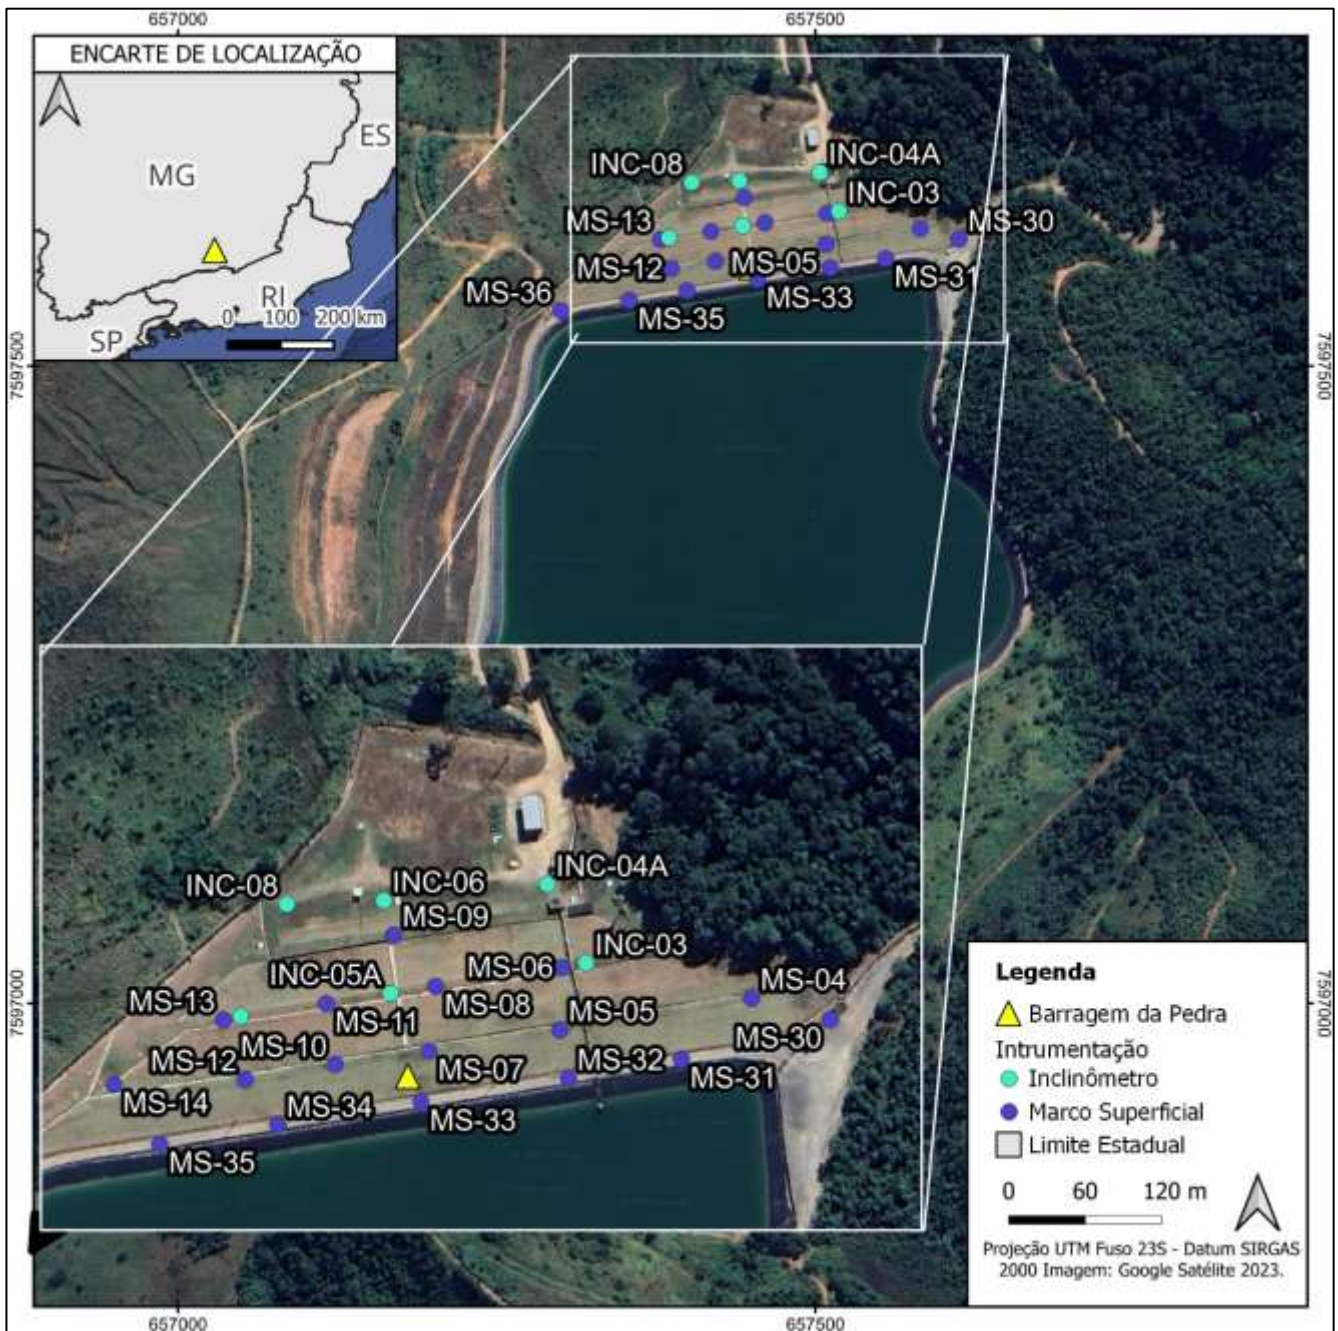 657000
657500
ENCARTE DE LOCALIZAÇÃO
MG
ES
RJ
SP
0 100 200 km
7597500
7597500
INC-08
INC-04A
INC-03
MS-13
MS-30
MS-12
MS-05
MS-31
MS-36
MS-33
MS-35
INC-08
INC-06
INC-04A
MS-09
INC-03
INC-05A
MS-06
MS-04
MS-13
MS-08
MS-11
MS-05
MS-10
MS-12
MS-30
MS-32
MS-07
MS-31
MS-14
MS-34
MS-33
MS-35
7597000
7597000
Legenda
Barragem da Pedra
Intrumentação
Inclinômetro
Marco Superficial
Limite Estadual
0 60 120 m
Projeção UTM Fuso 23S - Datum SIRGAS
2000 Imagem: Google Satélite 2023.
657000
657500